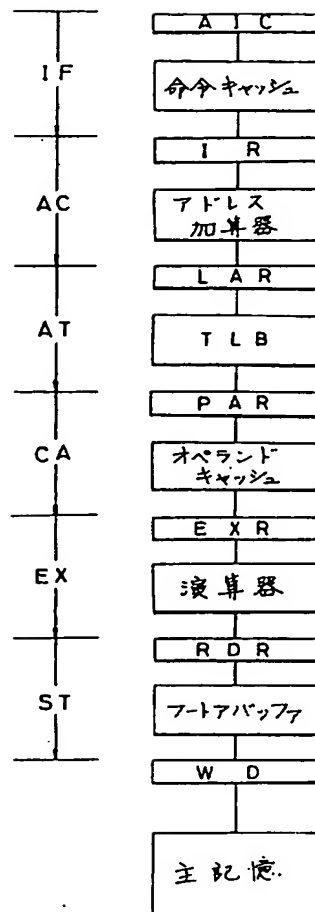 A I C
IF
命令キャッシュ
I R
AC
アドレス
加算器
L A R
AT
T L B
P A R
CA
オペランド
キャッシュ
E X R
EX
演算器
R D R
ST
フートアバッファ
W D
主記憶